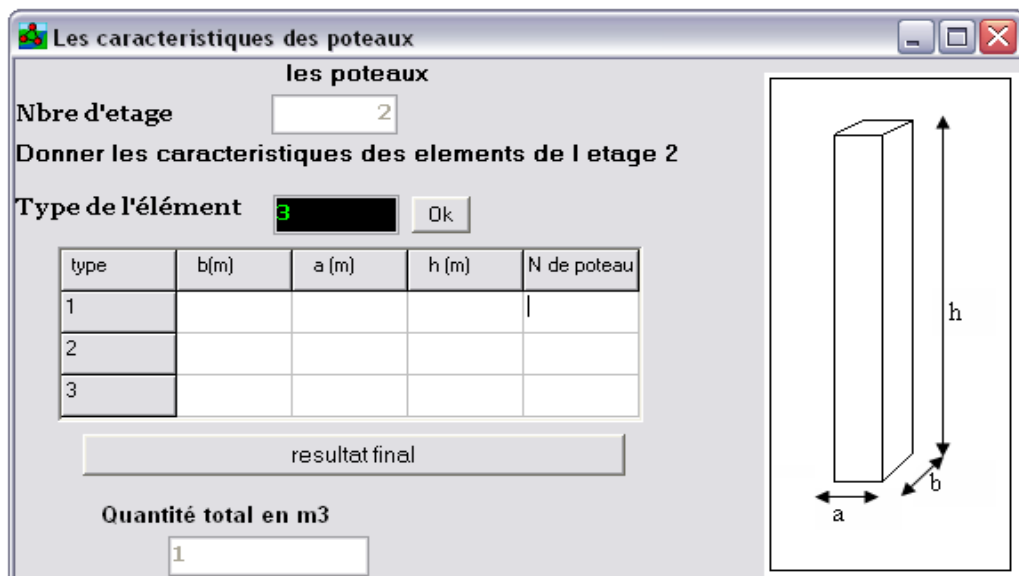 Les caracteristiques des poteaux
les poteaux
Nbre d'etage 2
Donner les caracteristiques des elements de l etage 2
Type de l'élément 3 Ok
type b(m) a (m) h (m) N de poteau
1
2
3
resultat final
Quantité total en m3
1
h
b
a